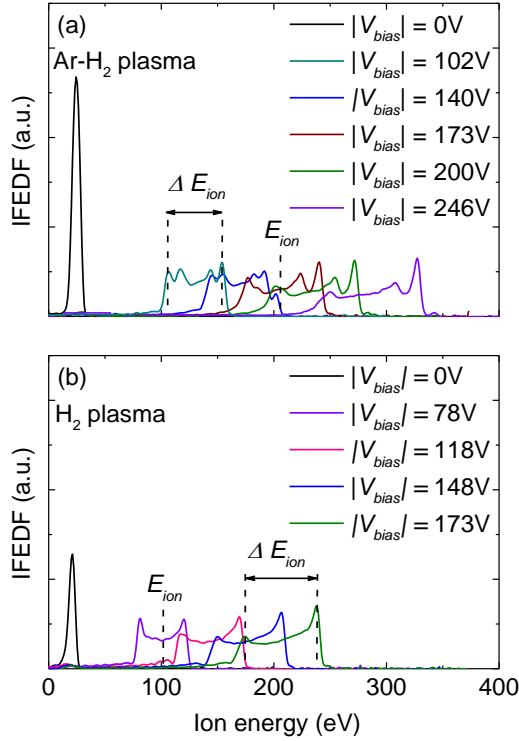 (a)
Ar-H₂ plasma
|V_bias| = 0V
|V_bias| = 102V
|V_bias| = 140V
|V_bias| = 173V
|V_bias| = 200V
|V_bias| = 246V
Δ E_ion
E_ion
IFEDF (a.u.)
(b)
H₂ plasma
|V_bias| = 0V
|V_bias| = 78V
|V_bias| = 118V
|V_bias| = 148V
|V_bias| = 173V
Δ E_ion
E_ion
IFEDF (a.u.)
0 100 200 300 400
Ion energy (eV)